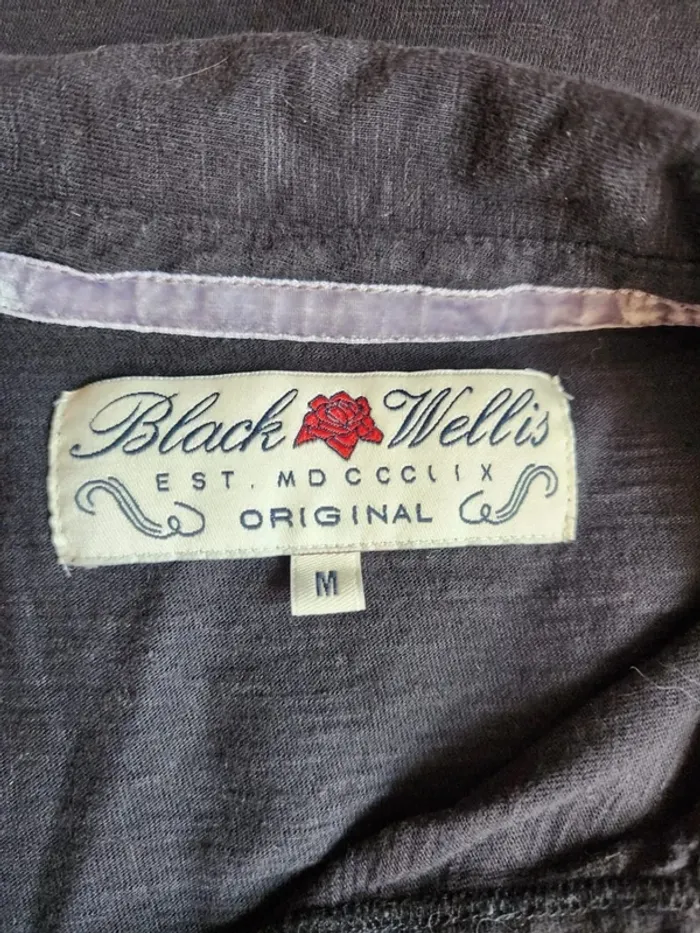 Black Wellis
EST. MDCCCLIX
ORIGINAL
M